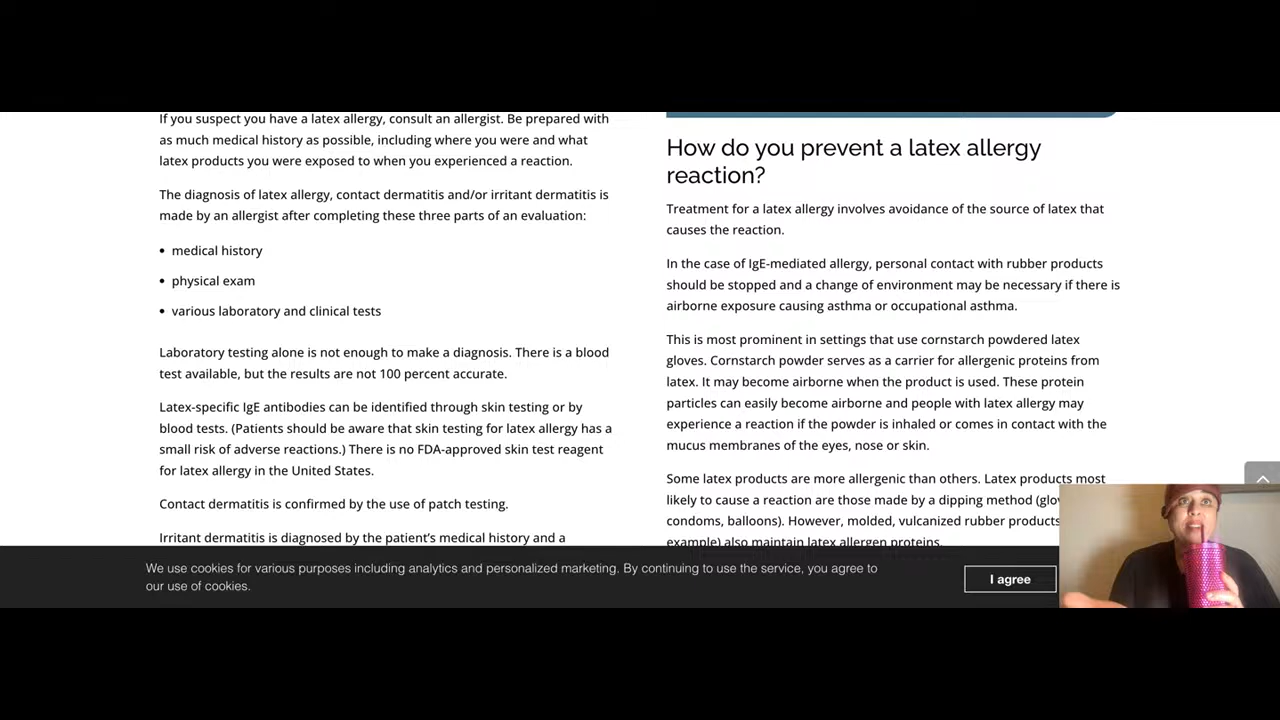 If you suspect you have a latex allergy, consult an allergist. Be prepared with
as much medical history as possible, including where you were and what
latex products you were exposed to when you experienced a reaction.
The diagnosis of latex allergy, contact dermatitis and/or irritant dermatitis is
made by an allergist after completing these three parts of an evaluation:
• medical history
• physical exam
• various laboratory and clinical tests
Laboratory testing alone is not enough to make a diagnosis. There is a blood
test available, but the results are not 100 percent accurate.
Latex-specific IgE antibodies can be identified through skin testing or by
blood tests. (Patients should be aware that skin testing for latex allergy has a
small risk of adverse reactions.) There is no FDA-approved skin test reagent
for latex allergy in the United States.
Contact dermatitis is confirmed by the use of patch testing.
Irritant dermatitis is diagnosed by the patient's medical history and a
How do you prevent a latex allergy
reaction?
Treatment for a latex allergy involves avoidance of the source of latex that
causes the reaction.
In the case of IgE-mediated allergy, personal contact with rubber products
should be stopped and a change of environment may be necessary if there is
airborne exposure causing asthma or occupational asthma.
This is most prominent in settings that use cornstarch powdered latex
gloves. Cornstarch powder serves as a carrier for allergenic proteins from
latex. It may become airborne when the product is used. These protein
particles can easily become airborne and people with latex allergy may
experience a reaction if the powder is inhaled or comes in contact with the
mucus membranes of the eyes, nose or skin.
Some latex products are more allergenic than others. Latex products most
likely to cause a reaction are those made by a dipping method
condoms, balloons). However, molded, vulcanized rubber products
example) also maintain latex allergen proteins.
We use cookies for various purposes including analytics and personalized marketing. By continuing to use the service, you agree to
our use of cookies.
I agree